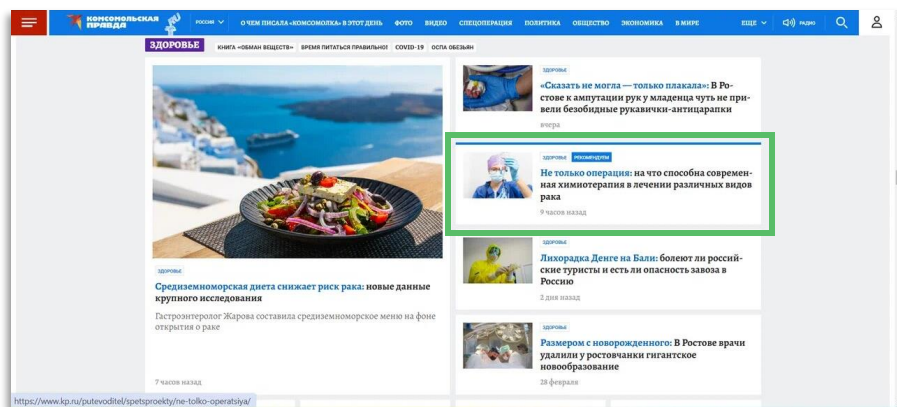 КОМСОМОЛЬСКАЯ
ПРАВДА
РОССИЯ
О ЧЕМ ПИСАЛА «КОМСОМОЛКА» В ЭТОТ ДЕНЬ
ФОТО
ВИДЕО
СПЕЦОПЕРАЦИЯ
ПОЛИТИКА
ОБЩЕСТВО
ЭКОНОМИКА
В МИРЕ
ЕЩЕ
РАДИО
ЗДОРОВЬЕ
КНИГА «ОБМАН ВЕЩЕСТВ»
ВРЕМЯ ПИТАТЬСЯ ПРАВИЛЬНО!
COVID-19
ОСПА ОБЕЗЬЯН
ЗДОРОВЬЕ
Средиземноморская диета снижает риск рака: новые данные
крупного исследования
Гастроэнтеролог Жарова составила средиземноморское меню на фоне
открытия о раке
7 часов назад
ЗДОРОВЬЕ
«Сказать не могла — только плакала»: В Ро-
стове к ампутации рук у младенца чуть не при-
вели безобидные рукавички-антицарапки
вчера
ЗДОРОВЬЕ
РЕКОМЕНДУЕМ
Не только операция: на что способна современ-
ная химиотерапия в лечении различных видов
рака
9 часов назад
ЗДОРОВЬЕ
Лихорадка Денге на Бали: болеют ли россий-
ские туристы и есть ли опасность завоза в
Россию
2 дня назад
ЗДОРОВЬЕ
Размером с новорожденного: В Ростове врачи
удалили у ростовчанки гигантское
новообразование
28 февраля
https://www.kp.ru/putevoditel/spetsproekty/ne-tolko-operatsiya/